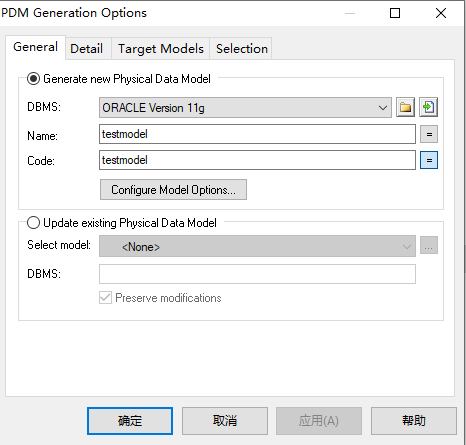 PDM Generation Options
General Detail Target Models Selection
Generate new Physical Data Model
DBMS: ORACLE Version 11g
Name: testmodel =
Code: testmodel =
Configure Model Options...
Update existing Physical Data Model
Select model: <None> ...
DBMS:
Preserve modifications
确定 取消 应用(A) 帮助